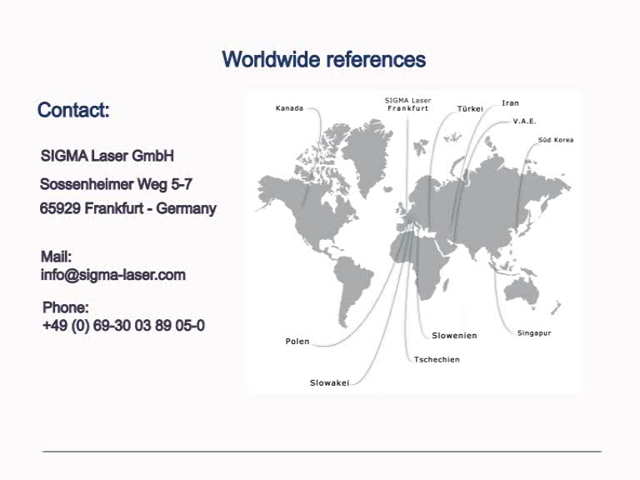 Worldwide references
Contact:
SIGMA Laser GmbH
Sossenheimer Weg 5-7
65929 Frankfurt - Germany
Mail:
info@sigma-laser.com
Phone:
+49 (0) 69-30 03 89 05-0
Kanada
SIGMA Laser
Frankfurt
Türkei
Iran
V.A.E.
Süd Korea
Polen
Slowakei
Tschechien
Slowenien
Singapur